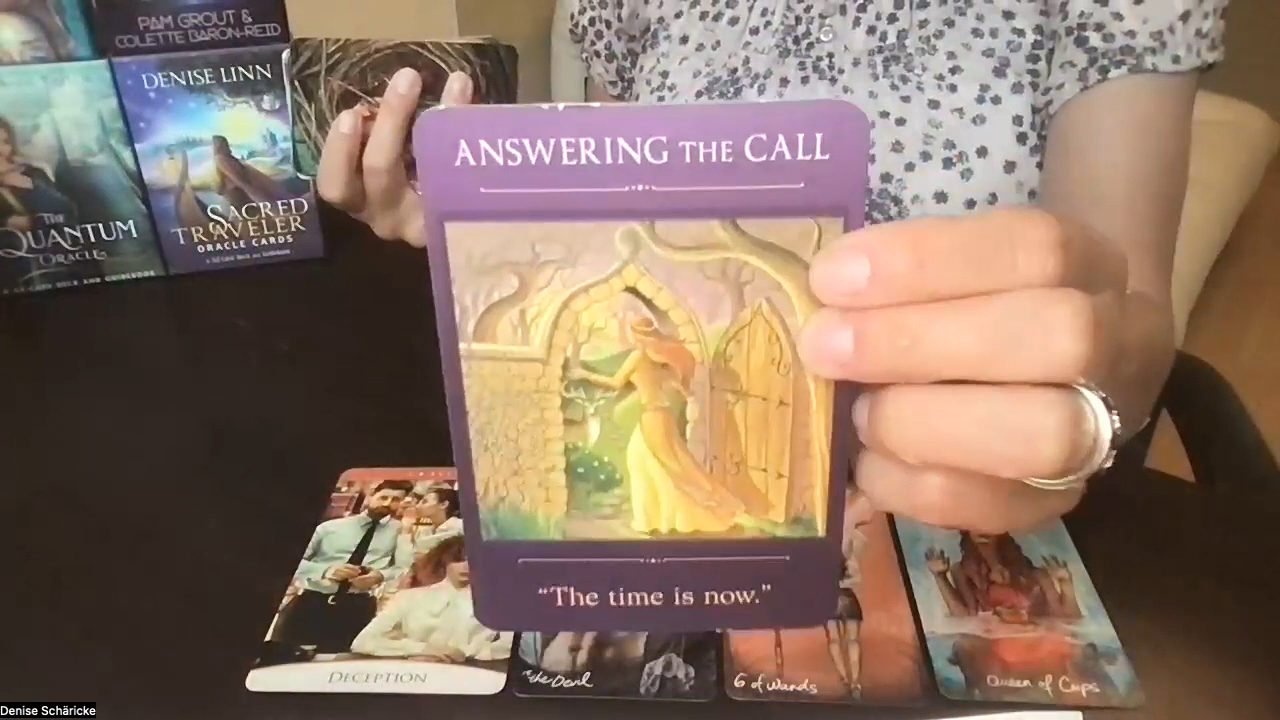 PAM GROUT &
COLETTE BARON-REID
DENISE LINN
THE
QUANTUM
ORACLE
SACRED
TRAVELER
ORACLE CARDS
ANSWERING THE CALL
"The time is now."
DECEPTION
The Devil
6 of Wands
Queen of Cups
Denise Schäricke